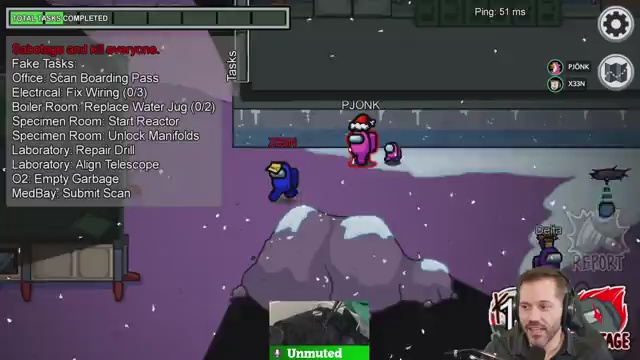 TOTAL TASKS COMPLETED
Ping: 51 ms
Sabotage and kill everyone.
Fake Tasks:
Office: Scan Boarding Pass
Electrical: Fix Wiring (0/3)
Boiler Room: Replace Water Jug (0/2)
Specimen Room: Start Reactor
Specimen Room: Unlock Manifolds
Laboratory: Repair Drill
Laboratory: Align Telescope
O2: Empty Garbage
MedBay: Submit Scan
Tasks
PJONK
X33N
PJONK
X33N
Delia
REPORT
Unmuted